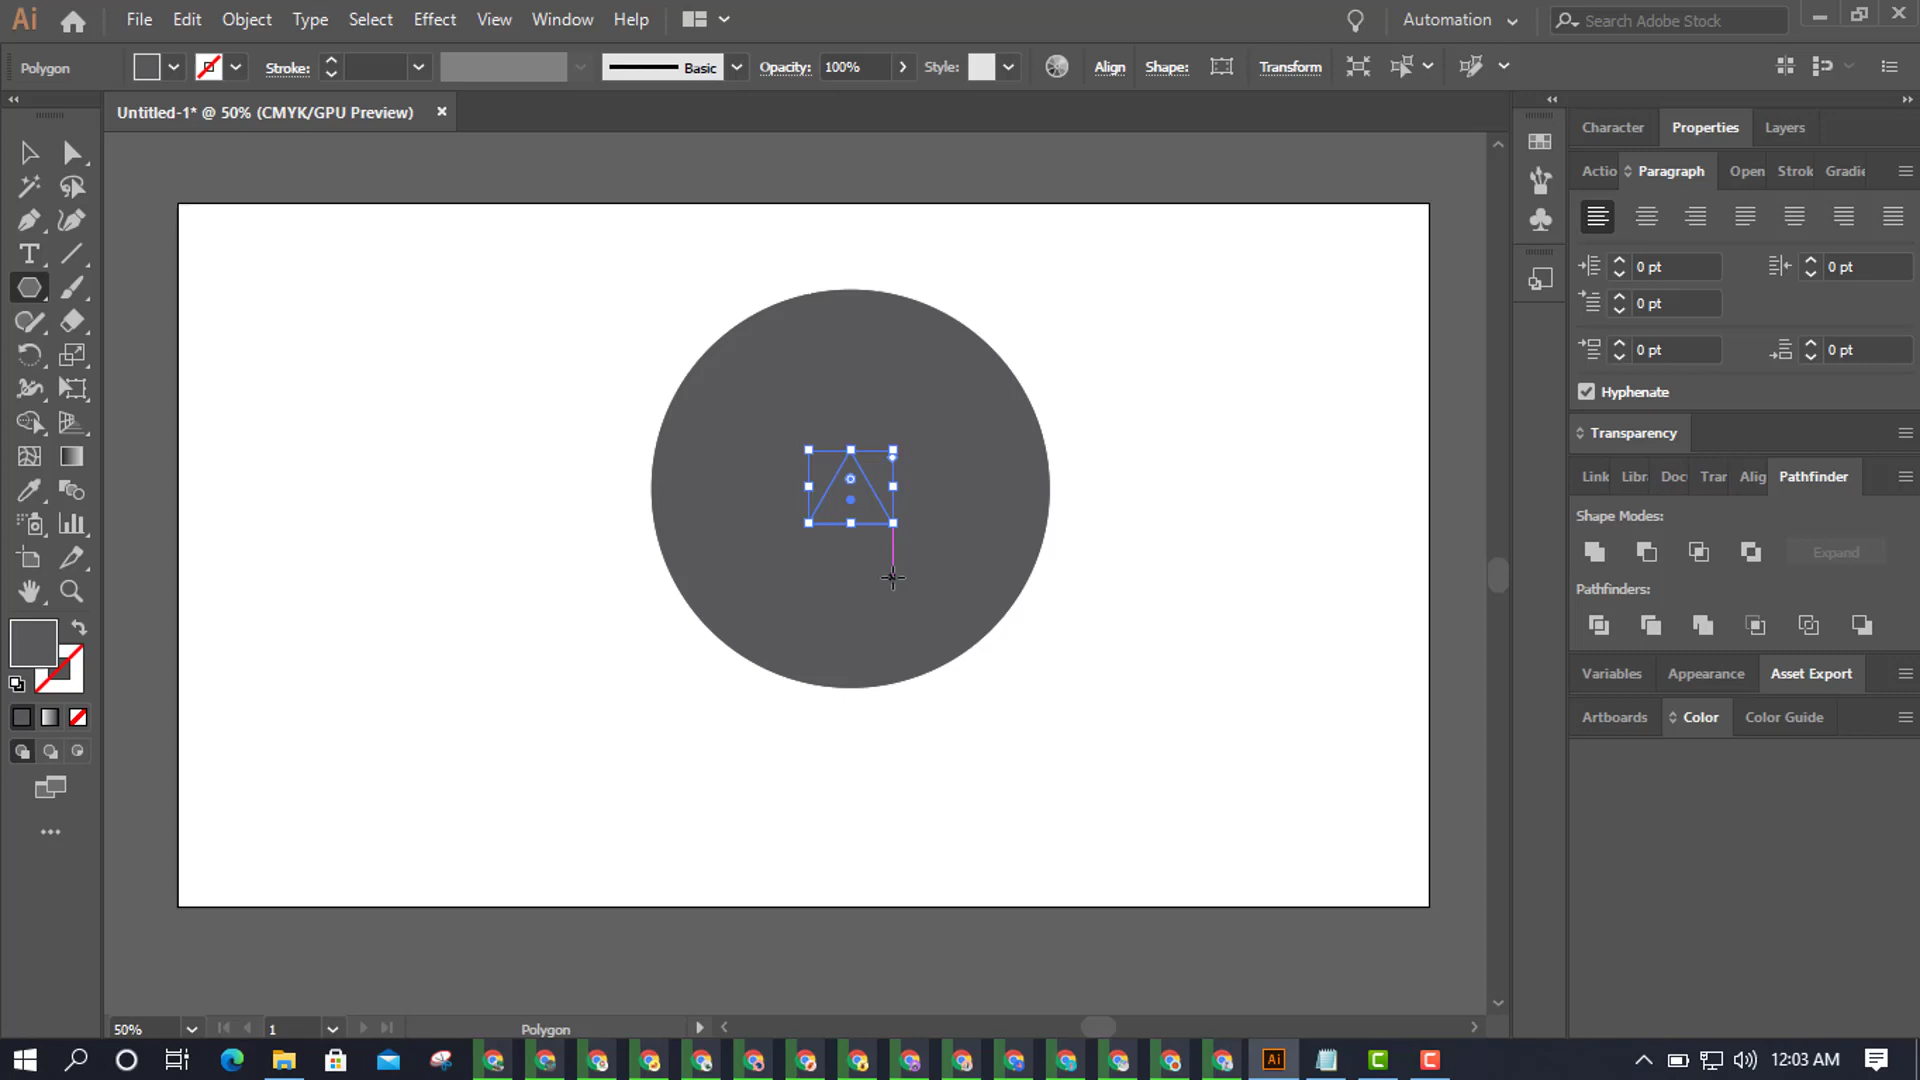 Ai File Edit Object Type Select Effect View Window Help Automation Search Adobe Stock
Polygon Stroke: Basic Opacity: 100% Style: Align Shape: Transform
Untitled-1* @ 50% (CMYK/GPU Preview)
Character Properties Layers
Actio Paragraph Open Strok Gradie
0 pt 0 pt
0 pt
0 pt 0 pt
Hyphenate
Transparency
Link Libra Doc Trar Alig Pathfinder
Shape Modes:
Expand
Pathfinders:
Variables Appearance Asset Export
Artboards Color Color Guide
50% 1 Polygon
Ai 12:03 AM